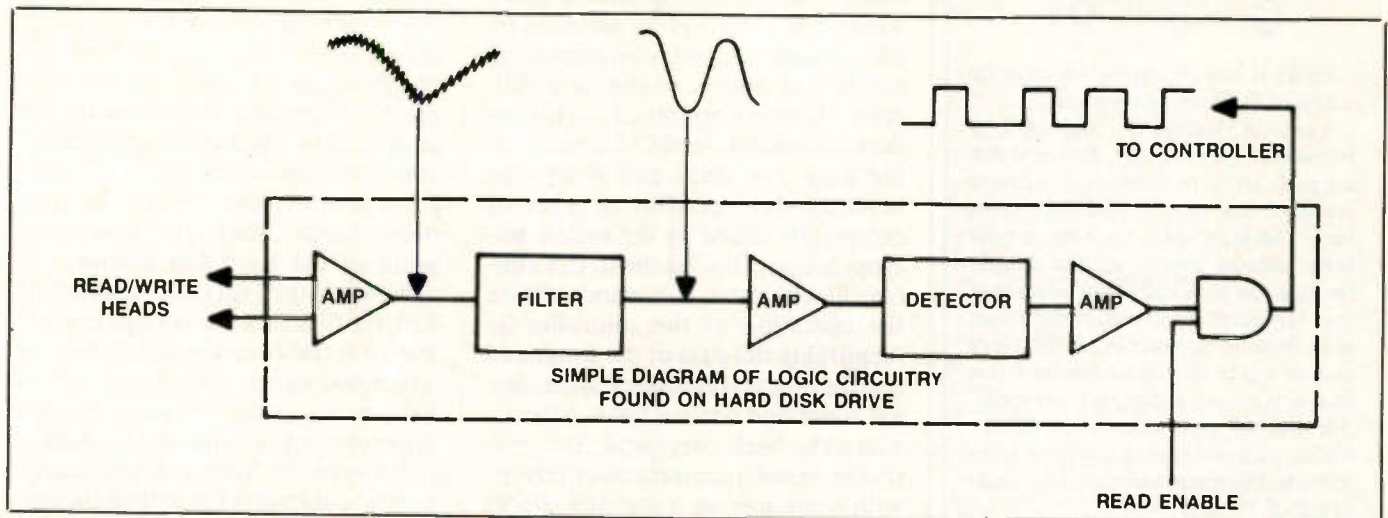 TO CONTROLLER
READ/WRITE
HEADS
AMP
FILTER
AMP
DETECTOR
AMP
SIMPLE DIAGRAM OF LOGIC CIRCUITRY
FOUND ON HARD DISK DRIVE
READ ENABLE